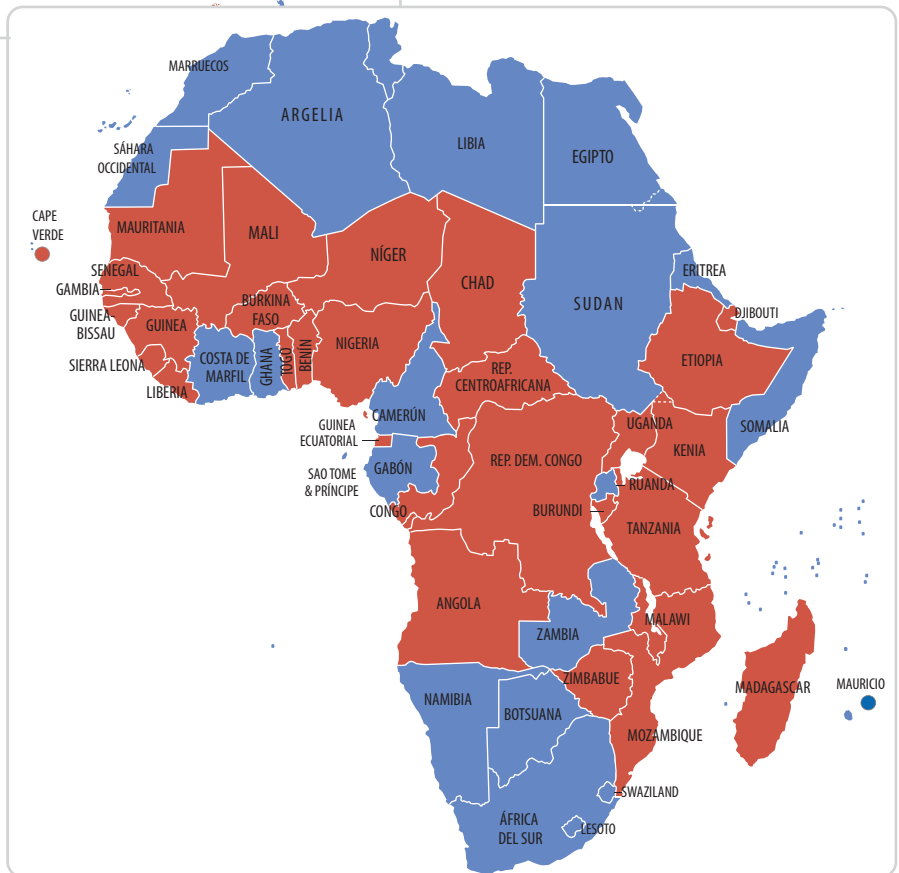 MARRUECOS
ARGELIA
LIBIA
EGIPTO
SÁHARA
OCCIDENTAL
CAPE
VERDE
MAURITANIA
MALI
NÍGER
CHAD
SUDAN
ERITREA
SENEGAL
GAMBIA
GUINEA-
BISSAU
GUINEA
BURKINA
FASO
DJIBOUTI
SIERRA LEONA
LIBERIA
COSTA DE
MARFIL
GHANA
TOGO
BENÍN
NIGERIA
ETIOPIA
REP.
CENTROAFRICANA
CAMERÚN
GUINEA
ECUATORIAL
UGANDA
SOMALIA
KENIA
GABÓN
REP. DEM. CONGO
SAO TOME
& PRÍNCIPE
RUANDA
CONGO
BURUNDI
TANZANIA
ANGOLA
ZAMBIA
MALAWI
ZIMBABUE
MADAGASCAR
MAURICIO
NAMIBIA
BOTSUANA
MOZAMBIQUE
SWAZILAND
ÁFRICA
DEL SUR
LESOTO